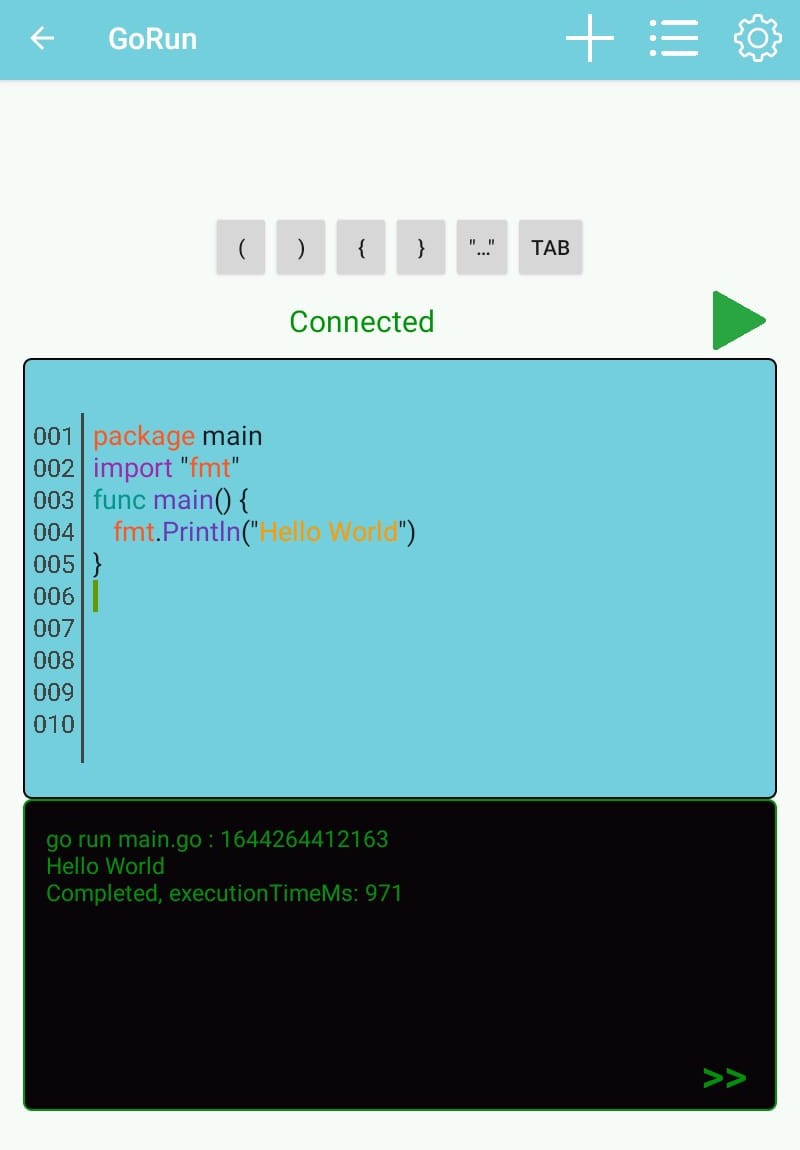 GoRun
( ) { } "..." TAB
Connected
001 package main
002 import "fmt"
003 func main() {
004    fmt.Println("Hello World")
005 }
006
007
008
009
010
go run main.go : 1644264412163
Hello World
Completed, executionTimeMs: 971
>>